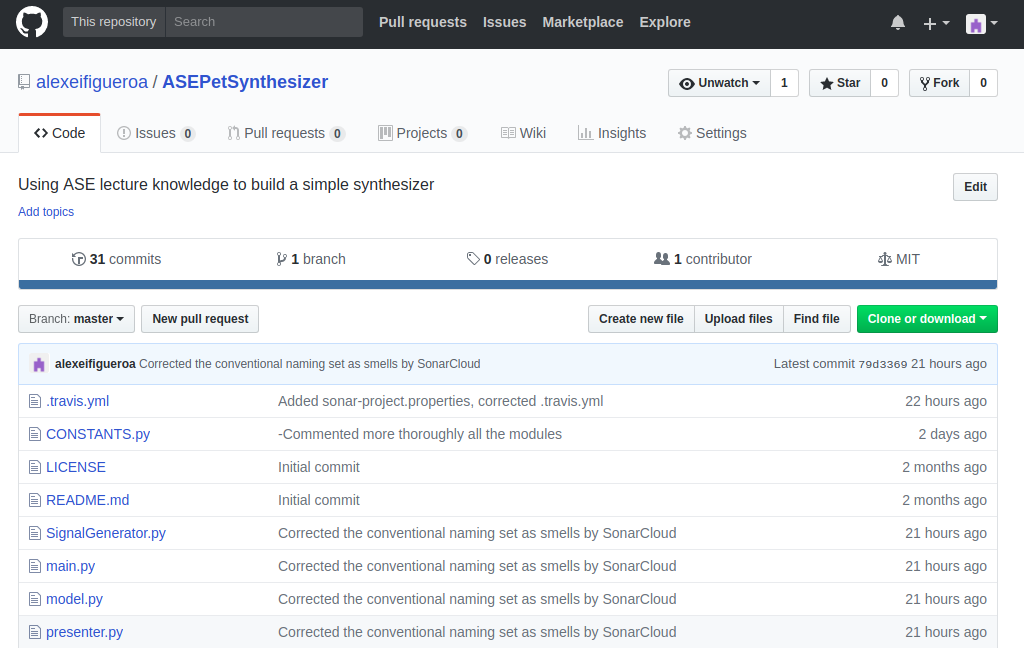 This repository Search Pull requests Issues Marketplace Explore
alexeifigueroa / ASEPetSynthesizer Unwatch 1 Star 0 Fork 0
Code Issues 0 Pull requests 0 Projects 0 Wiki Insights Settings
Using ASE lecture knowledge to build a simple synthesizer Edit
Add topics
31 commits 1 branch 0 releases 1 contributor MIT
Branch: master New pull request Create new file Upload files Find file Clone or download
alexeifigueroa Corrected the conventional naming set as smells by SonarCloud Latest commit 79d3369 21 hours ago
.travis.yml Added sonar-project.properties, corrected .travis.yml 22 hours ago
CONSTANTS.py -Commented more thoroughly all the modules 2 days ago
LICENSE Initial commit 2 months ago
README.md Initial commit 2 months ago
SignalGenerator.py Corrected the conventional naming set as smells by SonarCloud 21 hours ago
main.py Corrected the conventional naming set as smells by SonarCloud 21 hours ago
model.py Corrected the conventional naming set as smells by SonarCloud 21 hours ago
presenter.py Corrected the conventional naming set as smells by SonarCloud 21 hours ago